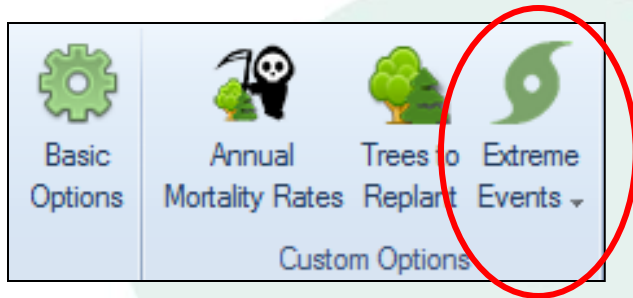 Basic
Options
Annual
Mortality Rates
Trees to
Replant
Extreme
Events
Custom Options